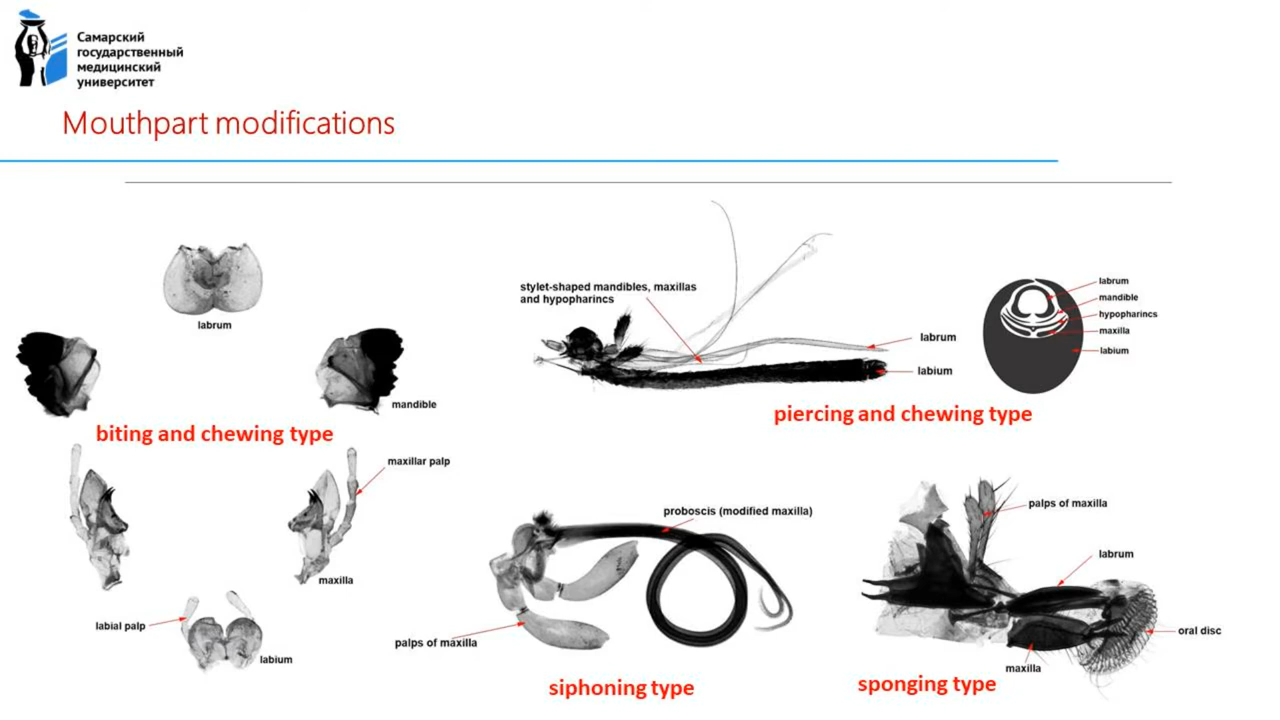 Самарский
государственный
медицинский
университет
Mouthpart modifications
labrum
mandible
biting and chewing type
maxillar palp
maxilla
labial palp
labium
stylet-shaped mandibles, maxillas
and hypopharincs
labrum
labium
labrum
mandible
hypopharincs
maxilla
labium
piercing and chewing type
proboscis (modified maxilla)
palps of maxilla
siphoning type
palps of maxilla
labrum
oral disc
maxilla
sponging type